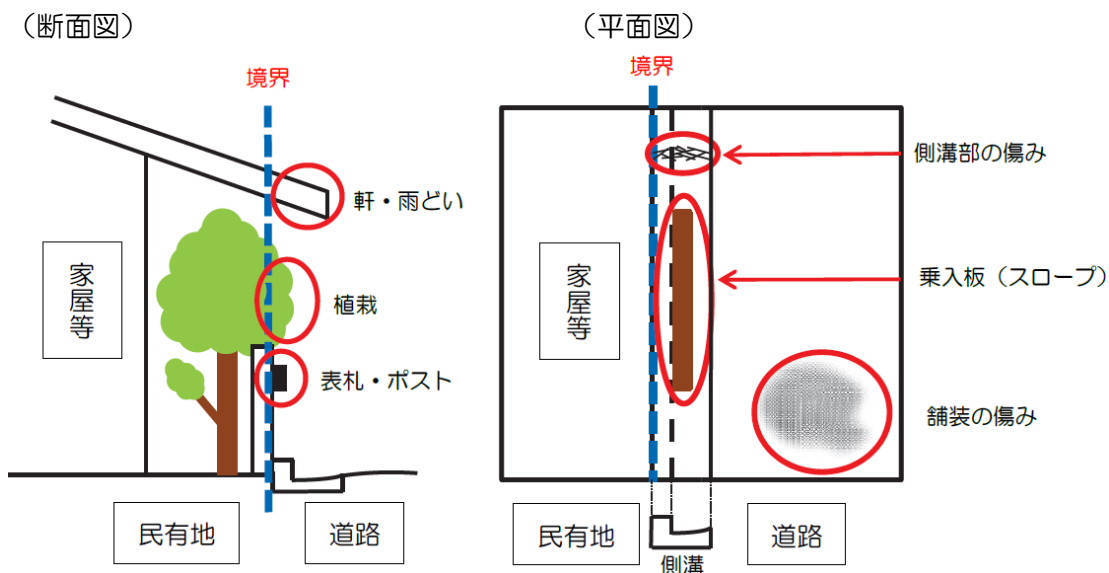 （断面図）
境界
軒・雨どい
家屋等
植栽
表札・ポスト
民有地
道路
（平面図）
境界
側溝部の傷み
家屋等
乗入板（スロープ）
舗装の傷み
民有地
道路
側溝